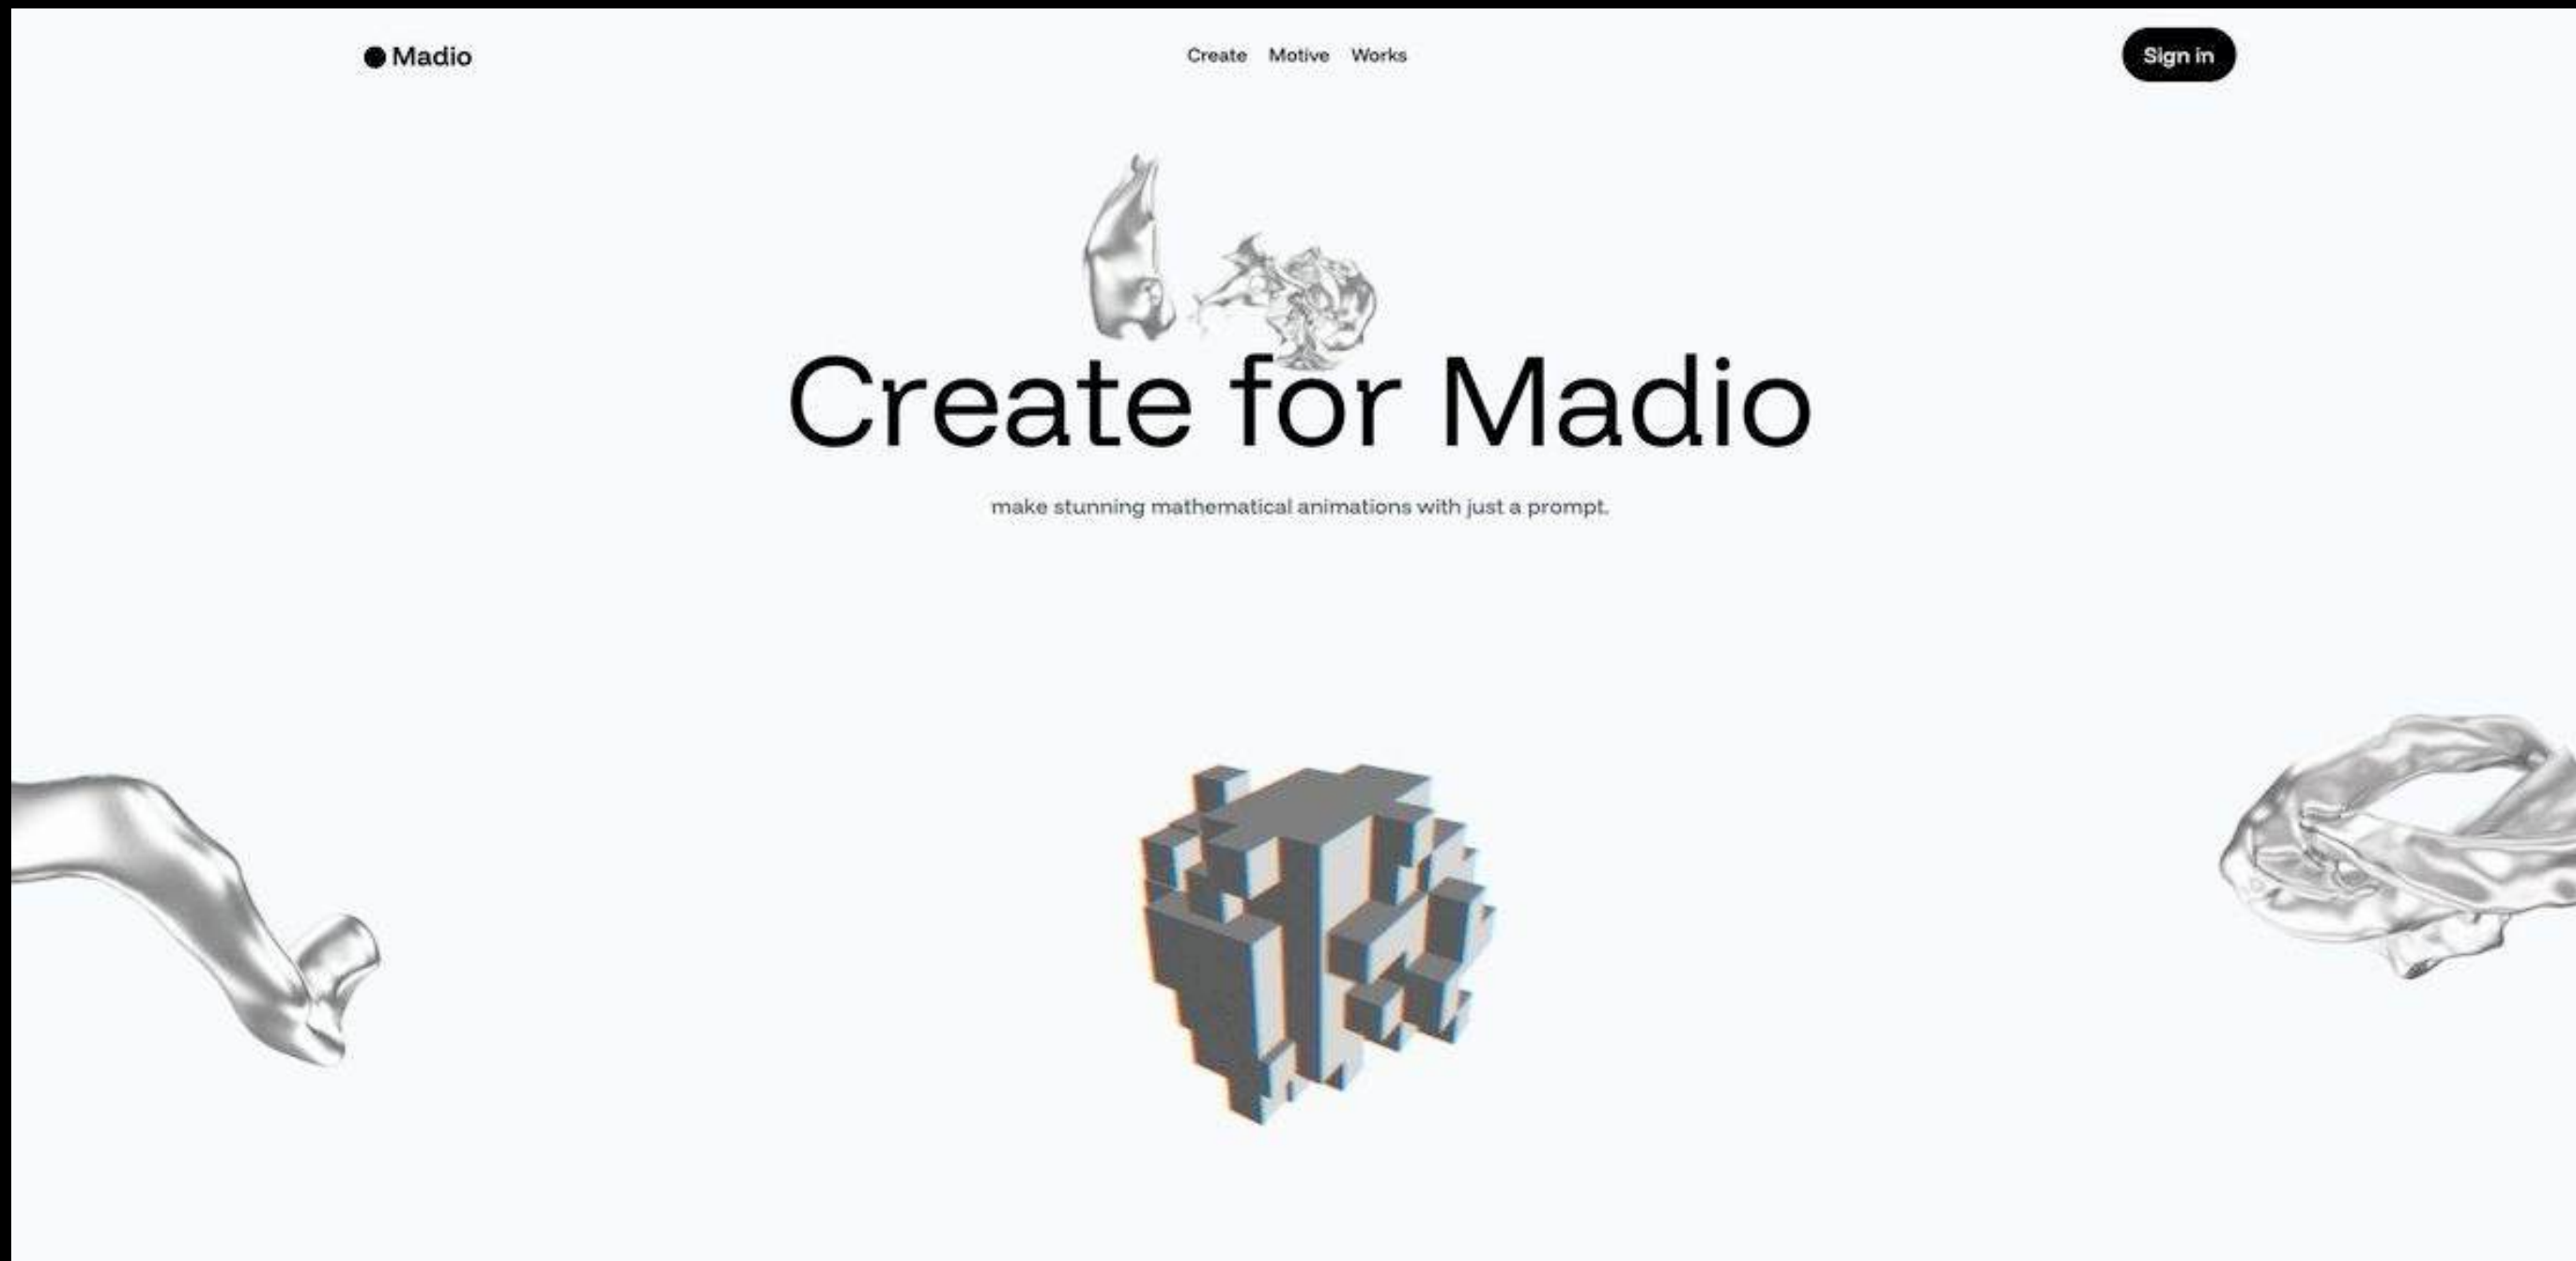 Madio
Create Motive Works
Sign in
Create for Madio
make stunning mathematical animations with just a prompt.